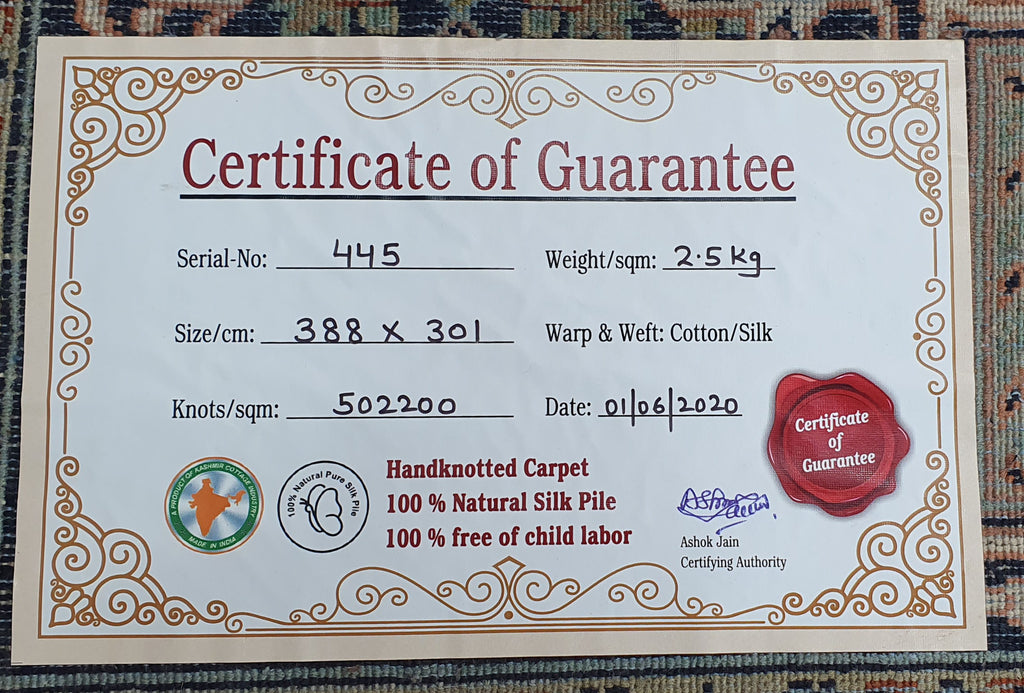 Certificate of Guarantee
Serial-No: 445
Weight/sqm: 2.5 kg
Size/cm: 388 X 301
Warp & Weft: Cotton/Silk
Knots/sqm: 502200
Date: 01/06/2020
Certificate
of
Guarantee
A PRODUCT OF KASHMIR COTTAGE INDUSTRY
MADE IN INDIA
100% Natural Pure Silk Pile
Handknotted Carpet
100 % Natural Silk Pile
100 % free of child labor
Ashok Jain
Certifying Authority